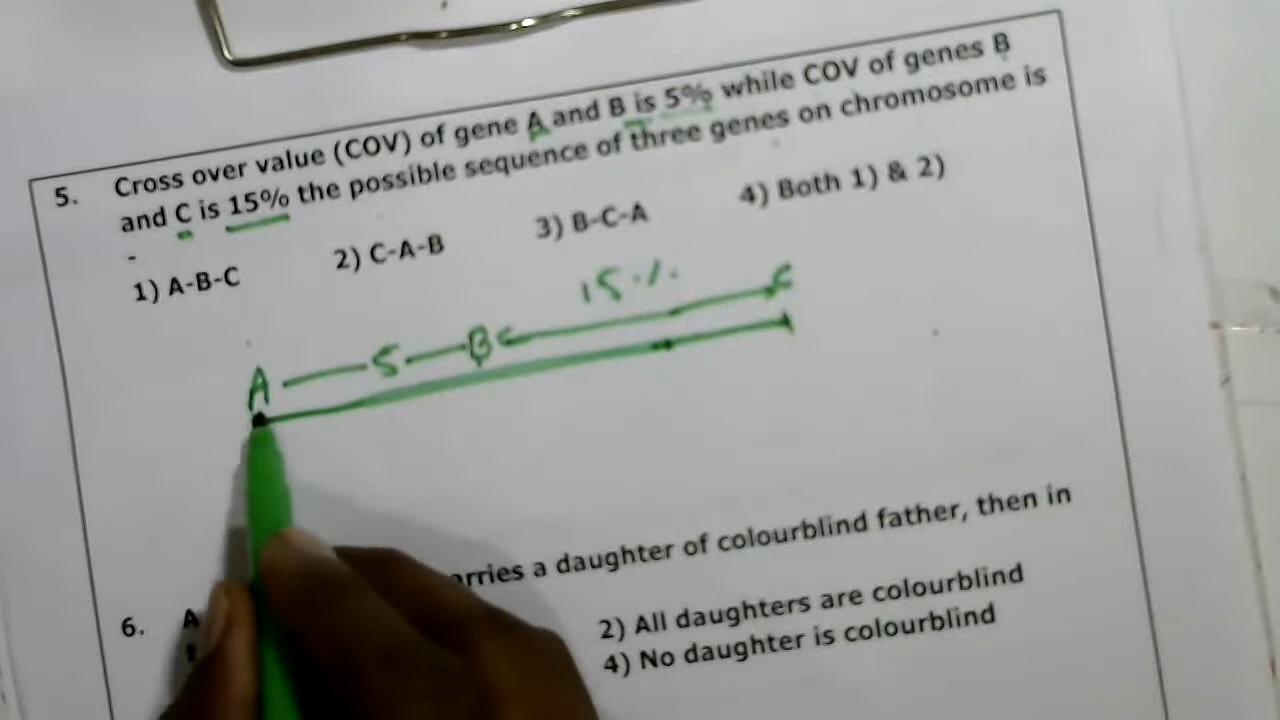 5. Cross over value (COV) of gene A and B is 5% while COV of genes B
and C is 15% the possible sequence of three genes on chromosome is
1) A-B-C 2) C-A-B 3) B-C-A 4) Both 1) & 2)
15%
A 5 B C
6. A arries a daughter of colourblind father, then in
2) All daughters are colourblind
4) No daughter is colourblind